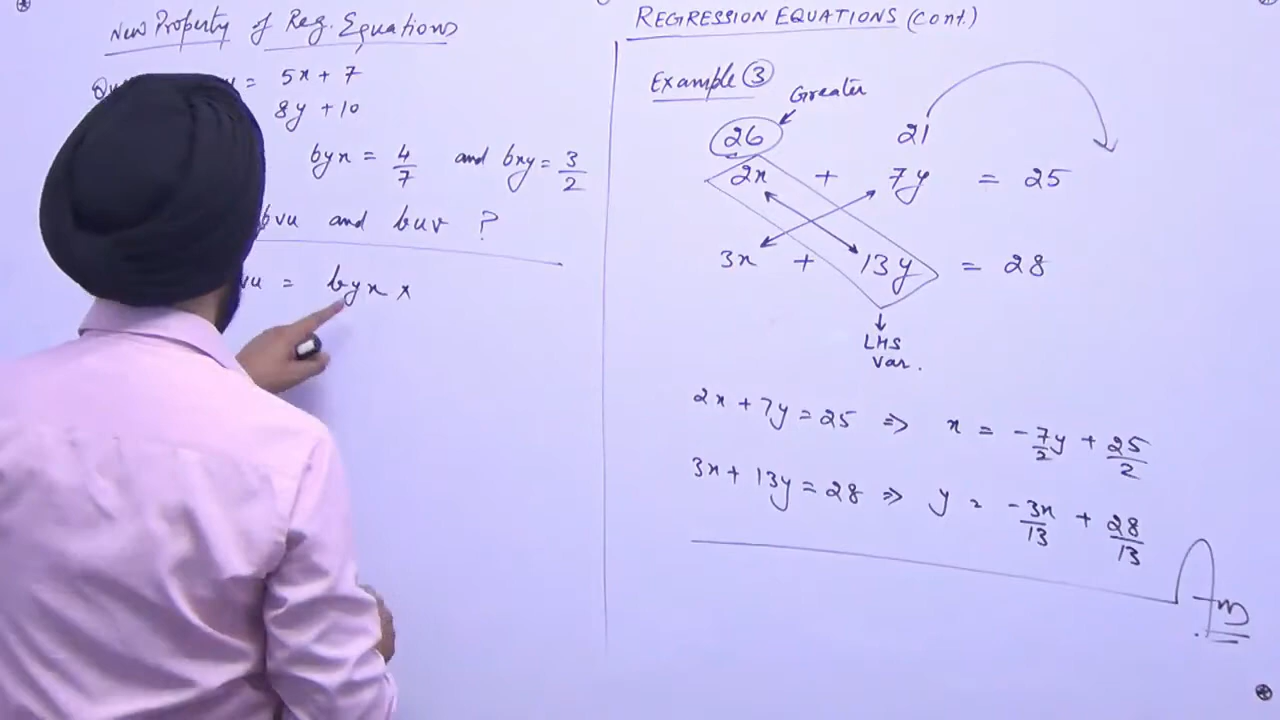 New Property of Reg. Equations
= 5x + 7
8y + 10
byx = 4/7 and bxy = 3/2
bvu and buv ?
vu = byx x
REGRESSION EQUATIONS (Cont.)
Example 3
Greater
26 21
2x + 7y = 25
3x + 13y = 28
LHS
Var.
2x + 7y = 25 ⇒ x = -7y/2 + 25/2
3x + 13y = 28 ⇒ y = -3x/13 + 28/13